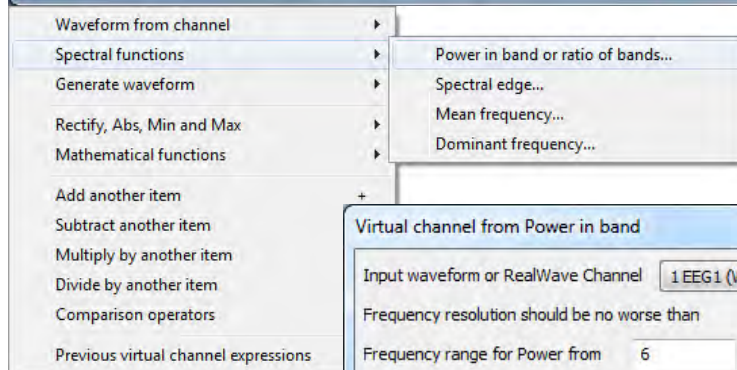 Waveform from channel
Spectral functions
Generate waveform
Rectify, Abs, Min and Max
Mathematical functions
Add another item +
Subtract another item
Multiply by another item
Divide by another item
Comparison operators
Previous virtual channel expressions
Power in band or ratio of bands...
Spectral edge...
Mean frequency...
Dominant frequency...
Virtual channel from Power in band
Input waveform or RealWave Channel 1 EEG1 (
Frequency resolution should be no worse than
Frequency range for Power from 6